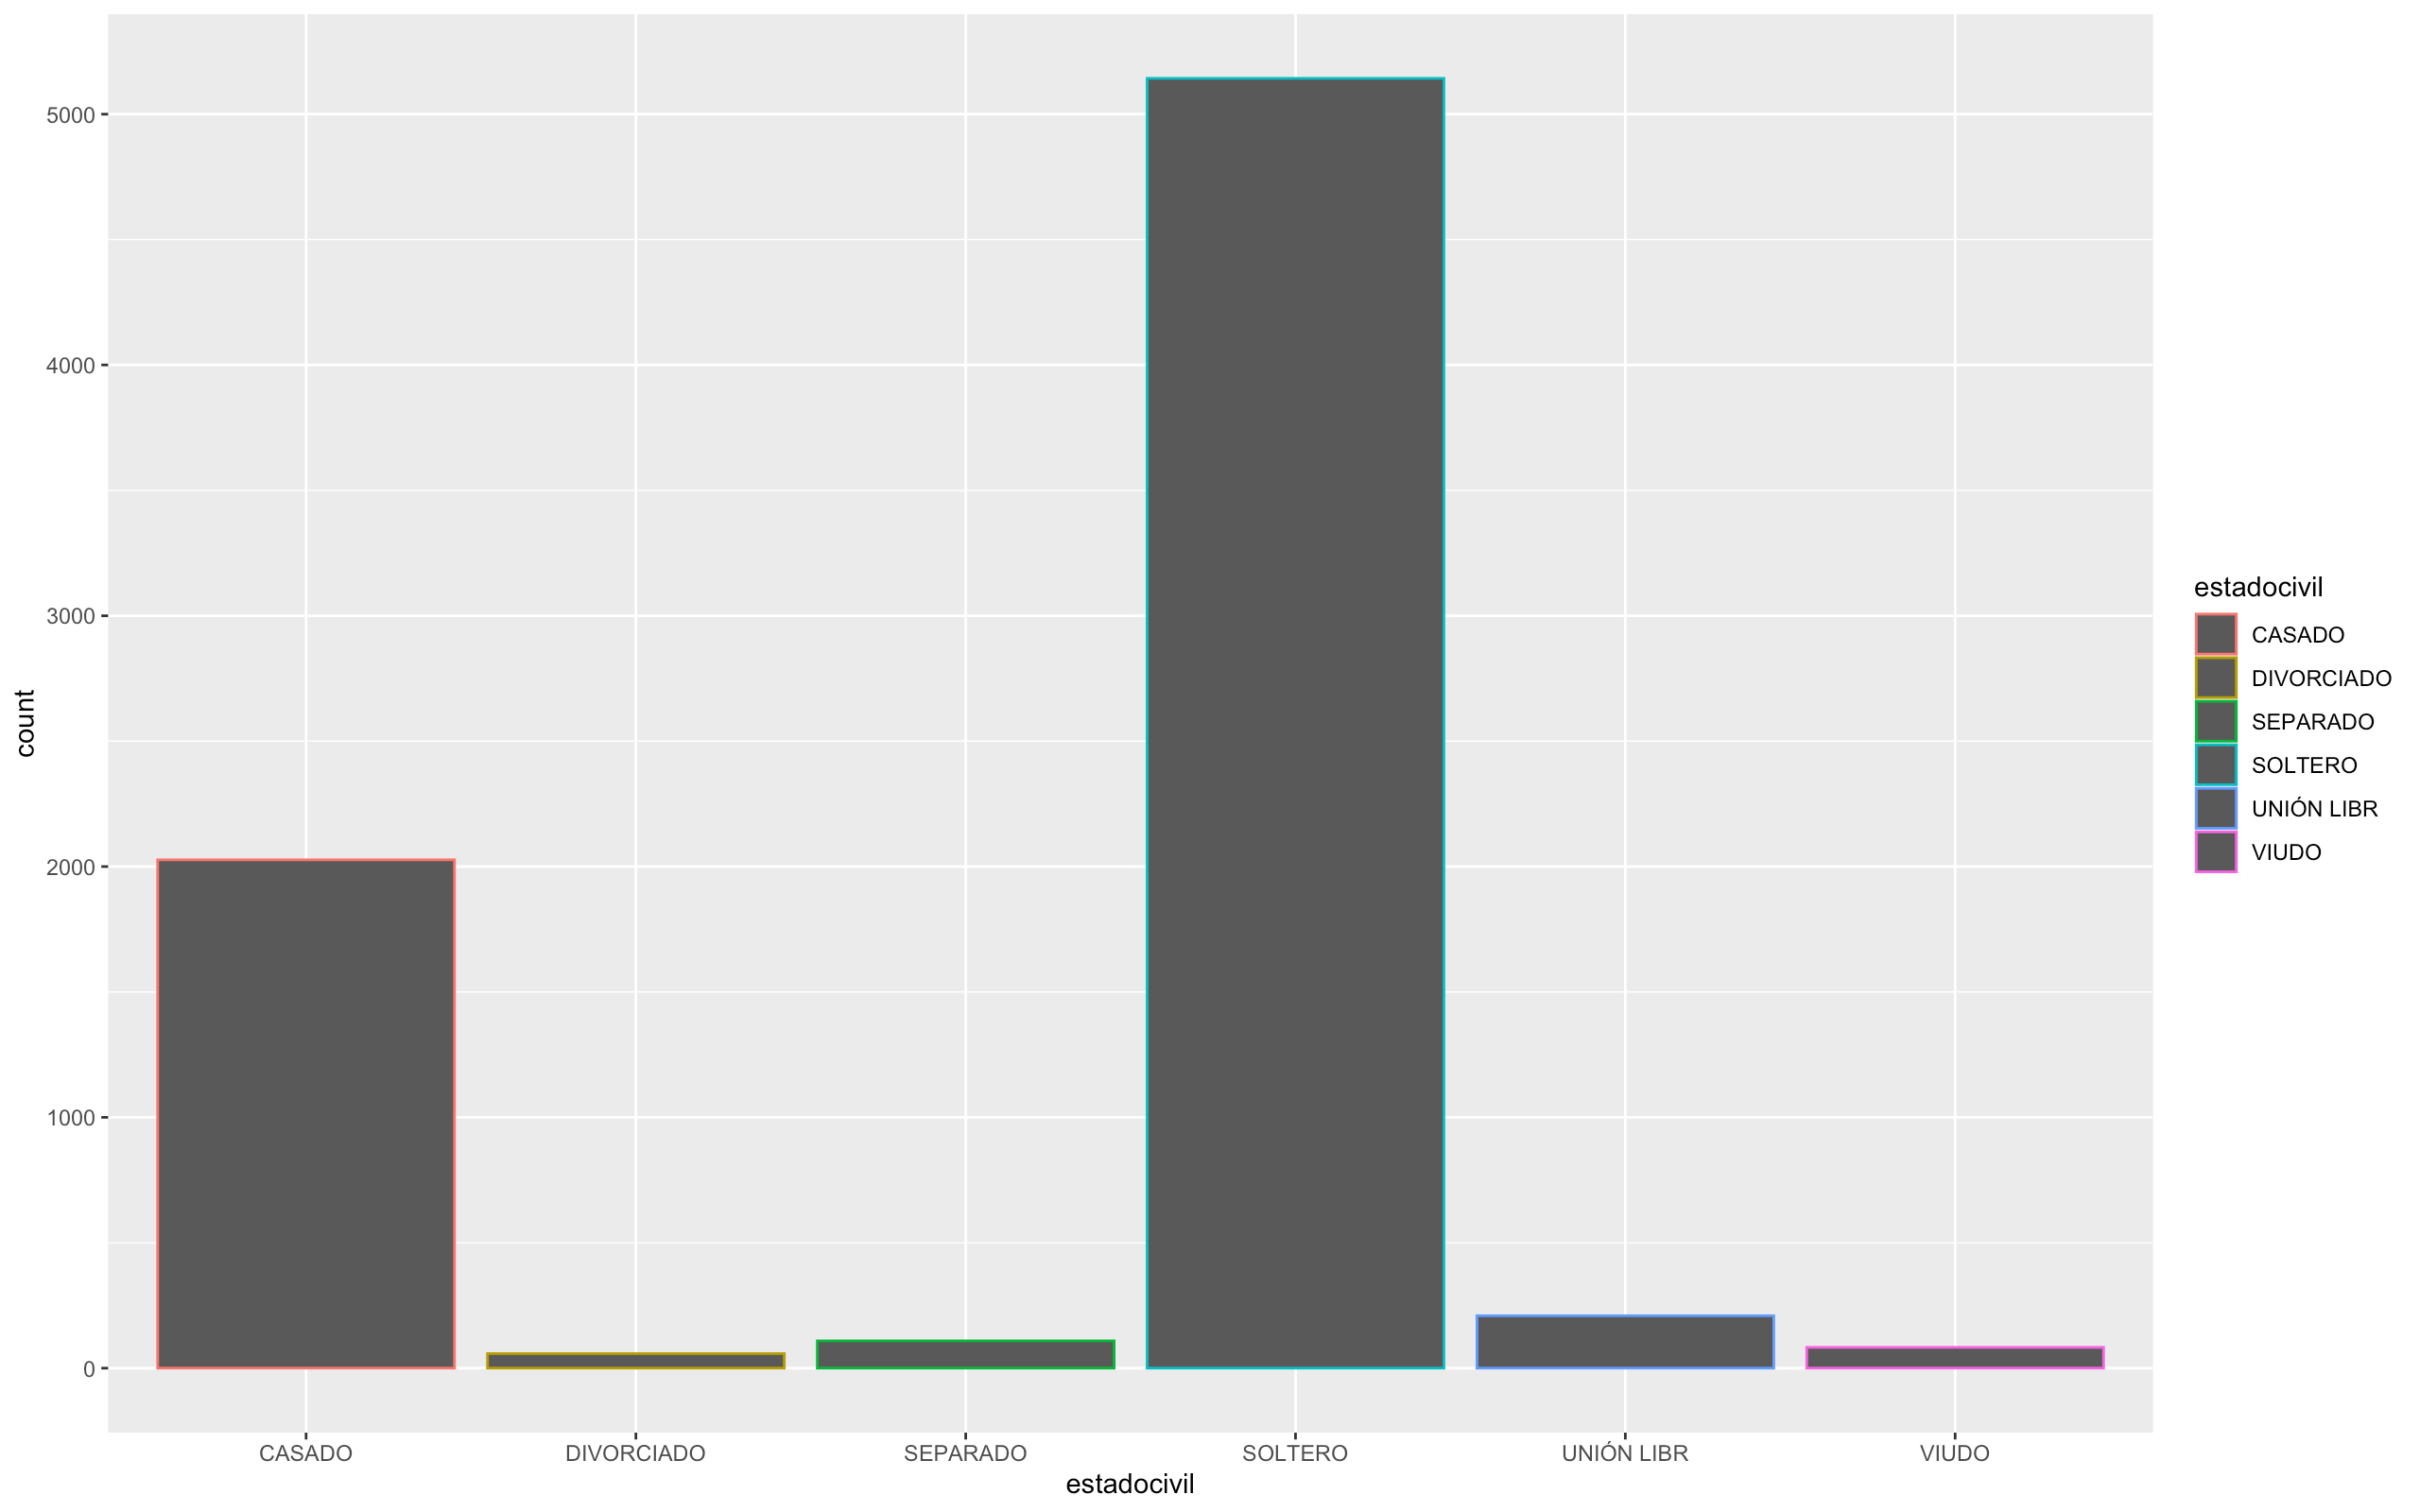 5000
4000
3000
2000
1000
0
count
CASADO
DIVORCIADO
SEPARADO
SOLTERO
UNIÓN LIBR
VIUDO
estadocivil
estadocivil
CASADO
DIVORCIADO
SEPARADO
SOLTERO
UNIÓN LIBR
VIUDO